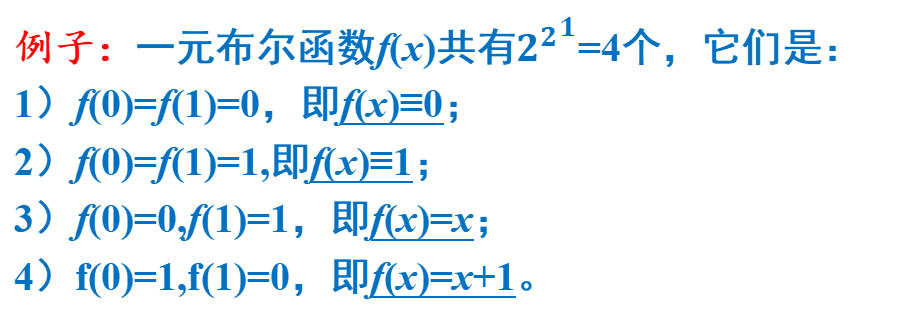 例子：一元布尔函数f(x)共有2^{2^1}=4个，它们是：
1）f(0)=f(1)=0，即f(x)≡0；
2）f(0)=f(1)=1,即f(x)≡1；
3）f(0)=0,f(1)=1，即f(x)=x；
4）f(0)=1,f(1)=0，即f(x)=x+1。